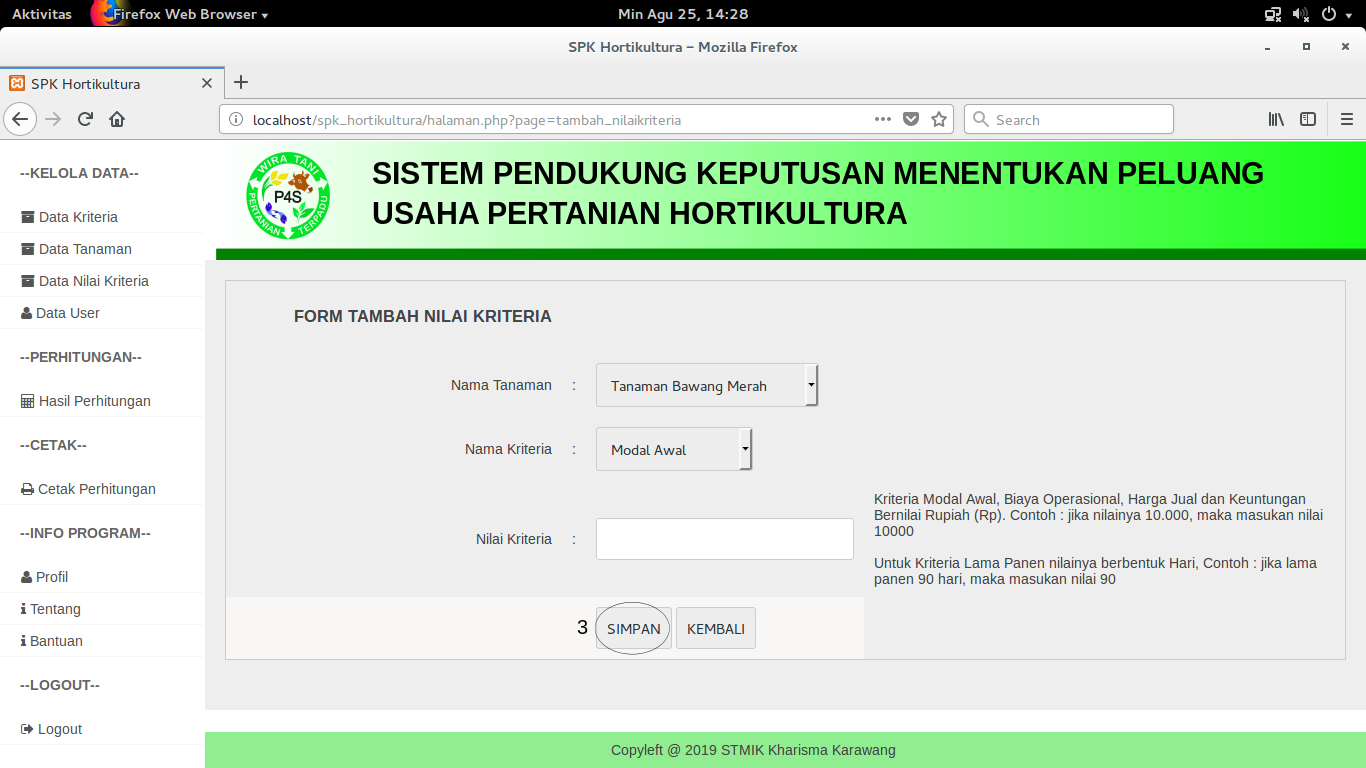 Aktivitas Firefox Web Browser Min Agu 25, 14:28
SPK Hortikultura – Mozilla Firefox
SPK Hortikultura
localhost/spk_hortikultura/halaman.php?page=tambah_nilaikriteria Search
--KELOLA DATA--
Data Kriteria
Data Tanaman
Data Nilai Kriteria
Data User
--PERHITUNGAN--
Hasil Perhitungan
--CETAK--
Cetak Perhitungan
--INFO PROGRAM--
Profil
Tentang
Bantuan
--LOGOUT--
Logout
WIRA TANI
P4S
PERTANIAN TERPADU
SISTEM PENDUKUNG KEPUTUSAN MENENTUKAN PELUANG
USAHA PERTANIAN HORTIKULTURA
FORM TAMBAH NILAI KRITERIA
Nama Tanaman : Tanaman Bawang Merah
Nama Kriteria : Modal Awal
Nilai Kriteria :
Kriteria Modal Awal, Biaya Operasional, Harga Jual dan Keuntungan
Bernilai Rupiah (Rp). Contoh : jika nilainya 10.000, maka masukan nilai
10000
Untuk Kriteria Lama Panen nilainya berbentuk Hari, Contoh : jika lama
panen 90 hari, maka masukan nilai 90
3 SIMPAN KEMBALI
Copyleft @ 2019 STMIK Kharisma Karawang